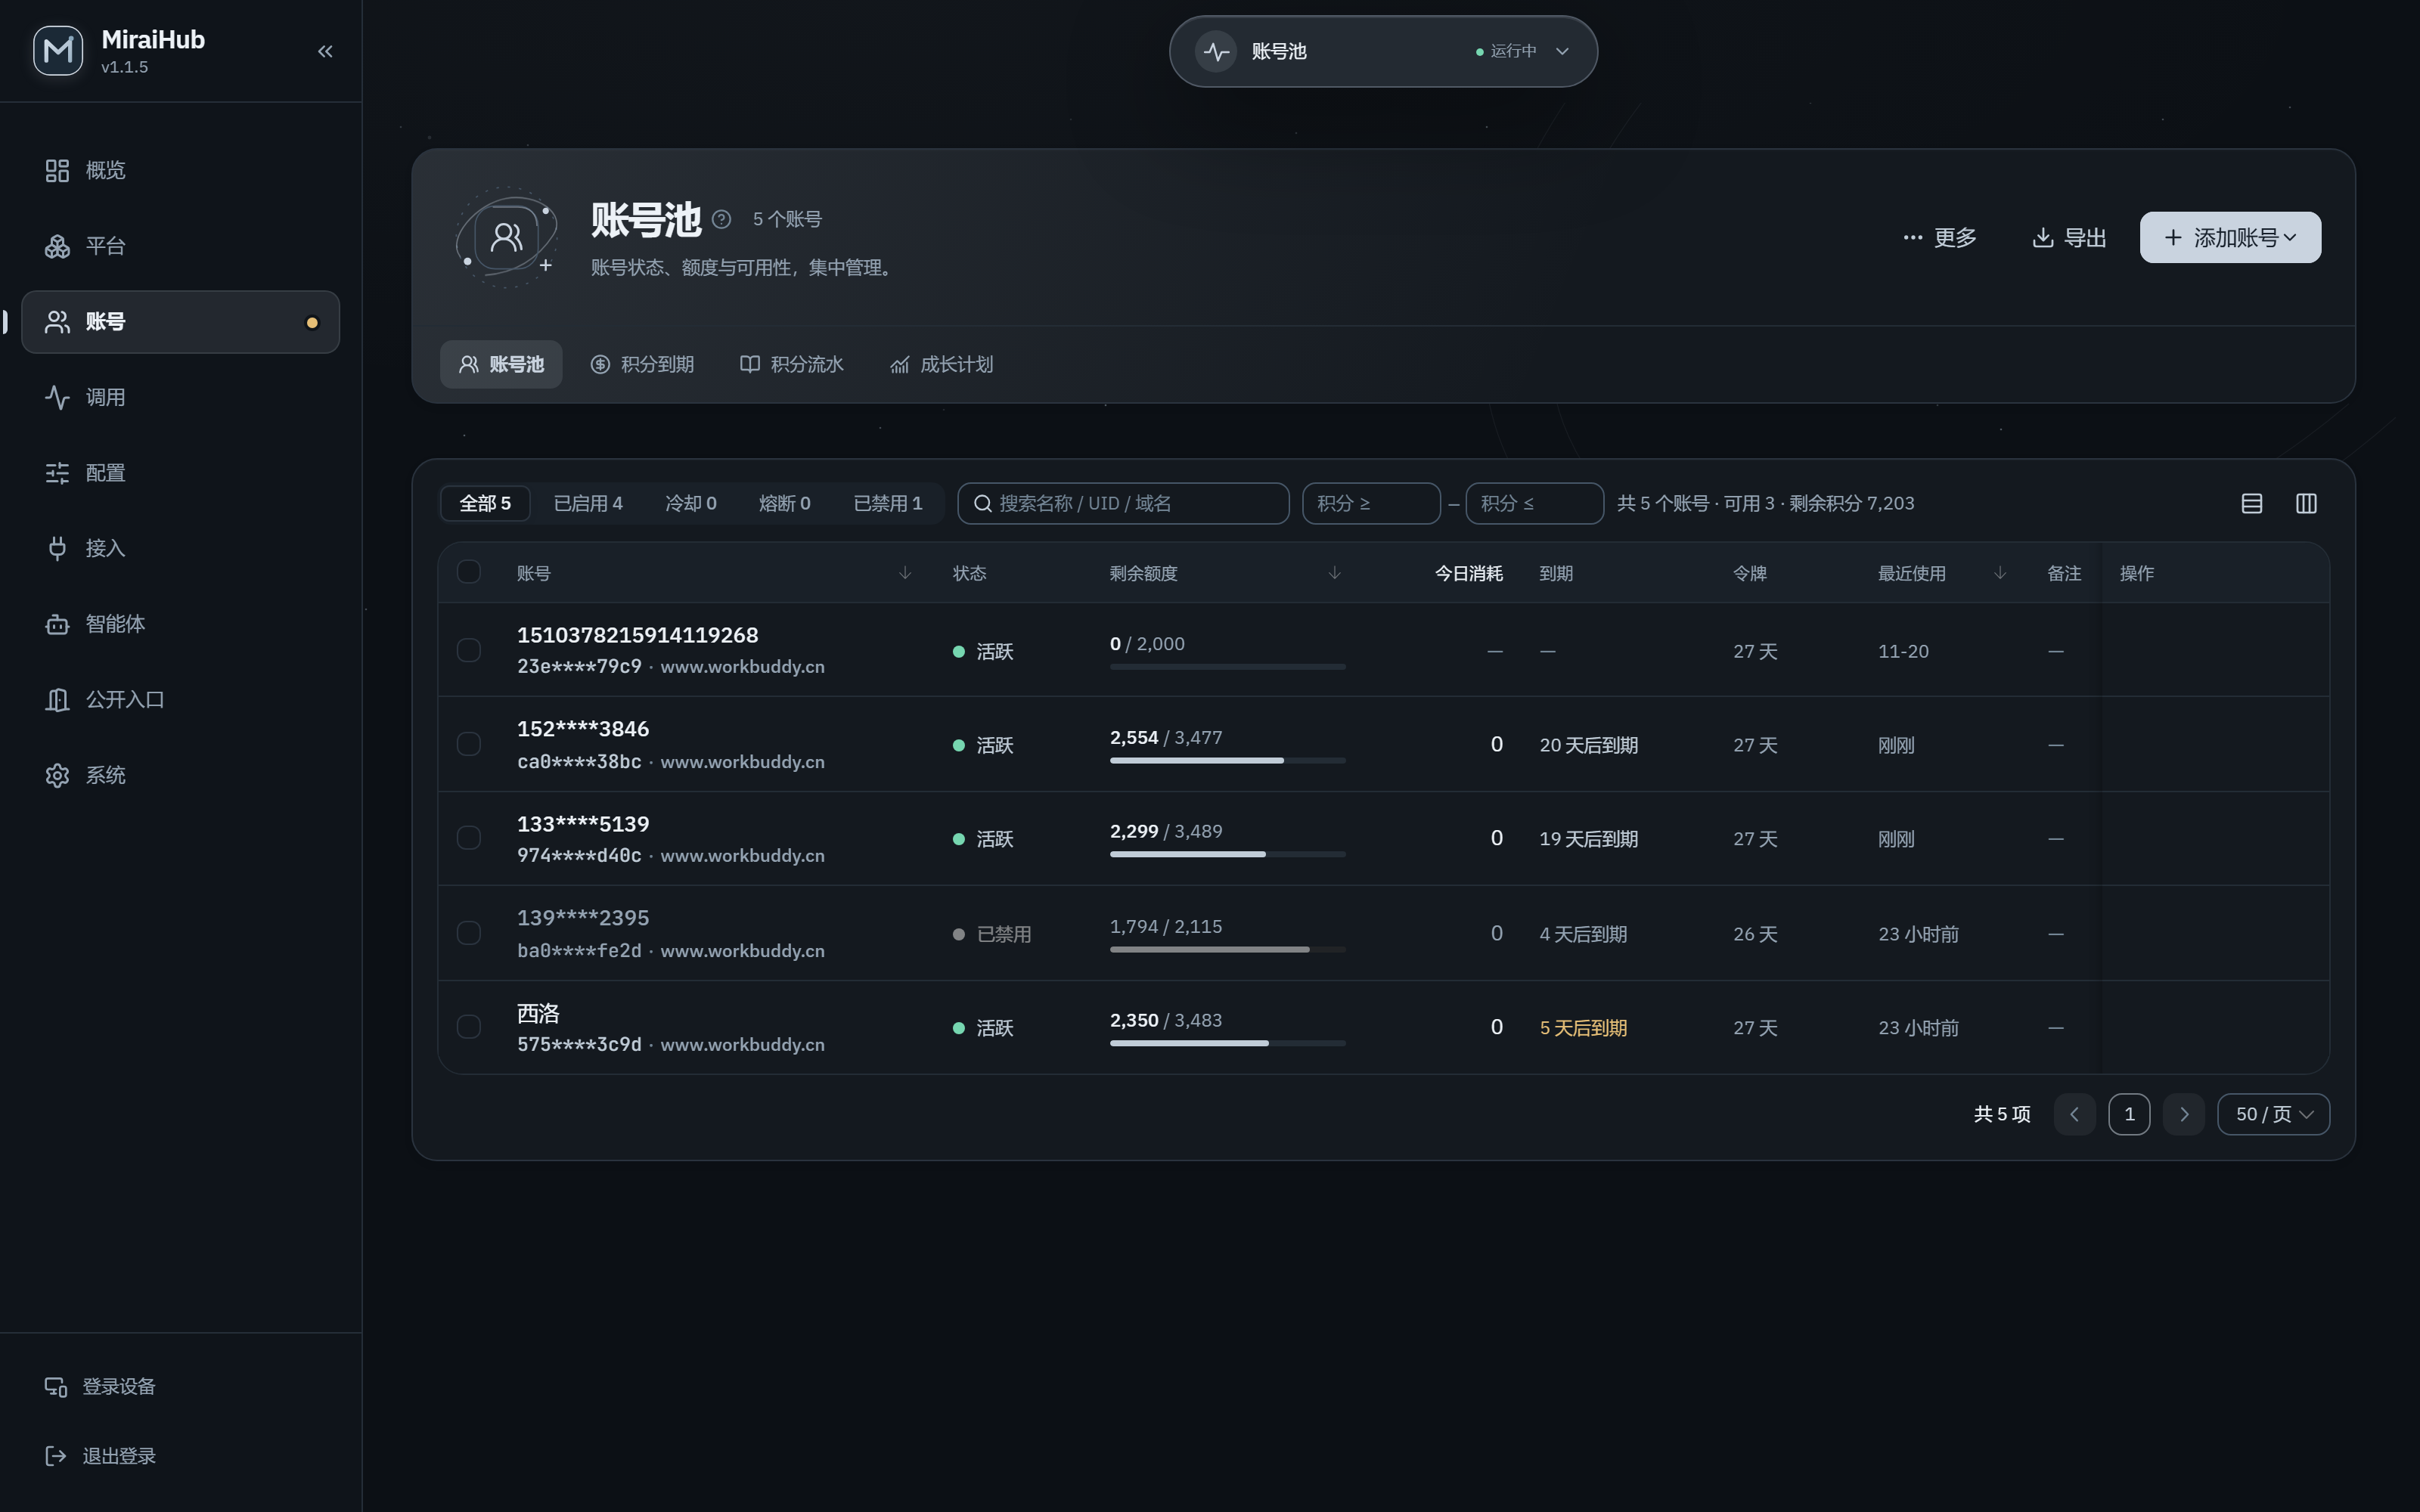 MiraiHub
v1.1.5
概览
平台
账号
调用
配置
接入
智能体
公开入口
系统
登录设备
退出登录
账号池 运行中
账号池 5 个账号
账号状态、额度与可用性，集中管理。
更多 导出 添加账号
账号池 积分到期 积分流水 成长计划
全部 5 已启用 4 冷却 0 熔断 0 已禁用 1 搜索名称 / UID / 域名 积分 ≥ – 积分 ≤ 共 5 个账号 · 可用 3 · 剩余积分 7,203
账号 状态 剩余额度 今日消耗 到期 令牌 最近使用 备注 操作
1510378215914119268
23e****79c9 · www.workbuddy.cn
活跃 0 / 2,000 — — 27 天 11-20 —
152****3846
ca0****38bc · www.workbuddy.cn
活跃 2,554 / 3,477 0 20 天后到期 27 天 刚刚 —
133****5139
974****d40c · www.workbuddy.cn
活跃 2,299 / 3,489 0 19 天后到期 27 天 刚刚 —
139****2395
ba0****fe2d · www.workbuddy.cn
已禁用 1,794 / 2,115 0 4 天后到期 26 天 23 小时前 —
西洛
575****3c9d · www.workbuddy.cn
活跃 2,350 / 3,483 0 5 天后到期 27 天 23 小时前 —
共 5 项 1 50 / 页